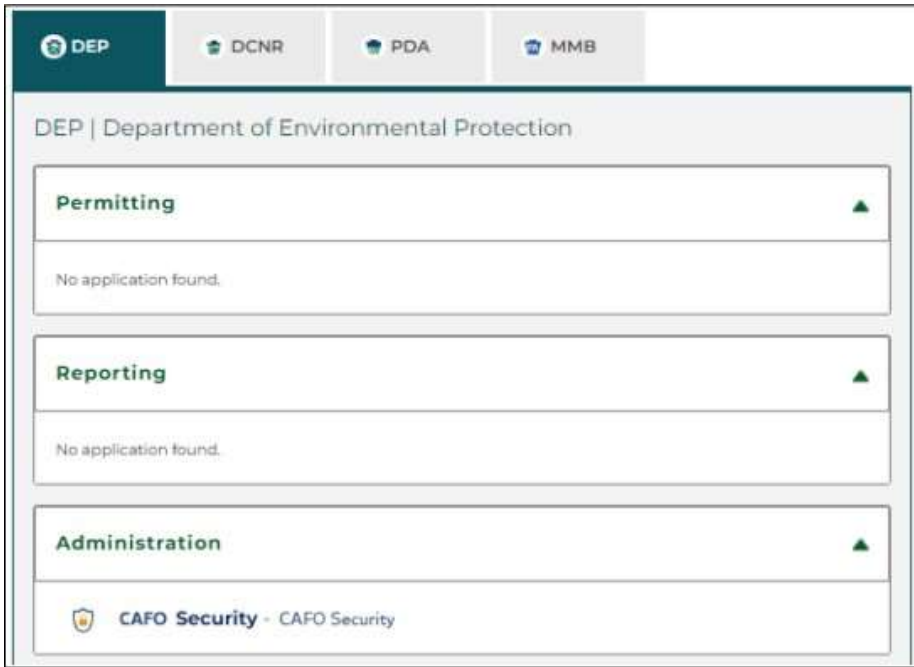 DEP DCNR PDA MMB
DEP | Department of Environmental Protection
Permitting
No application found.
Reporting
No application found.
Administration
CAFO Security - CAFO Security